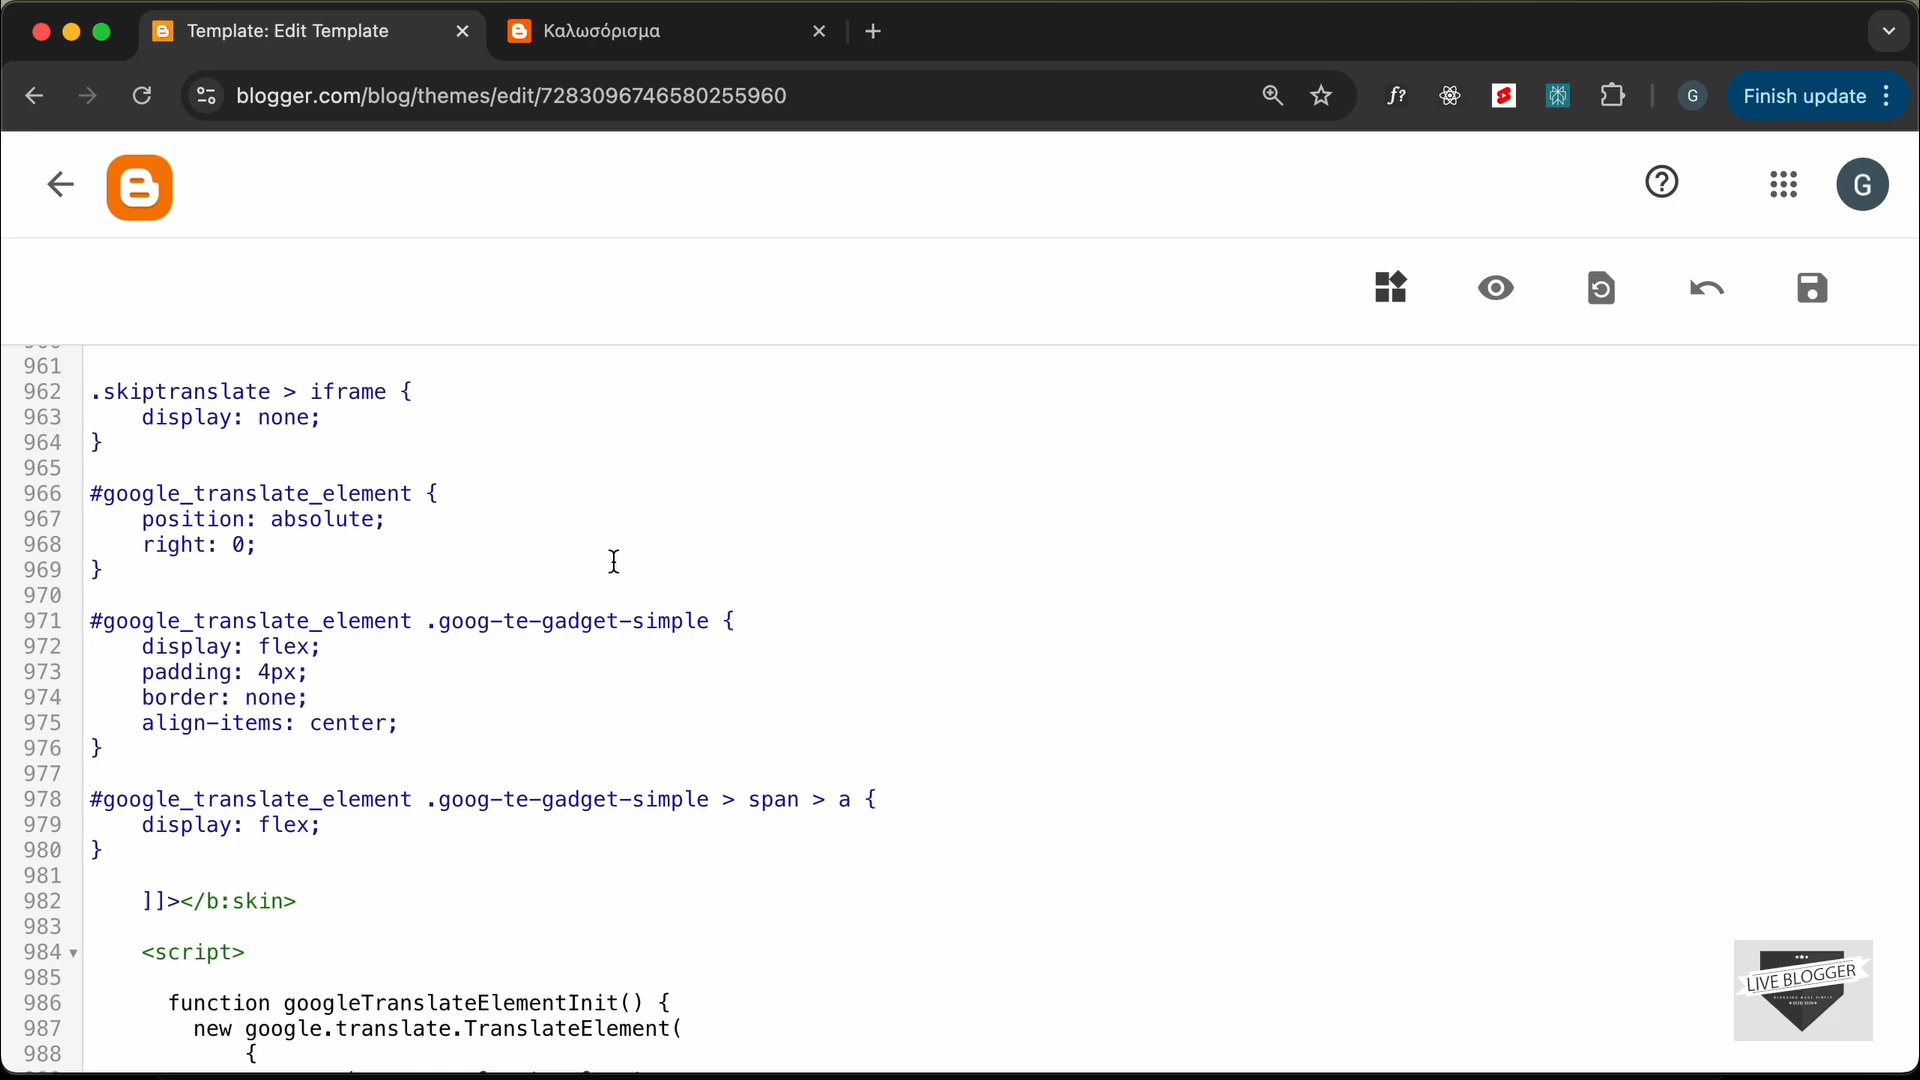 Template: Edit Template
Καλωσόρισμα
blogger.com/blog/themes/edit/7283096746580255960
f?
G
Finish update
G
961
962 .skiptranslate > iframe {
963 display: none;
964 }
965
966 #google_translate_element {
967 position: absolute;
968 right: 0;
969 }
970
971 #google_translate_element .goog-te-gadget-simple {
972 display: flex;
973 padding: 4px;
974 border: none;
975 align-items: center;
976 }
977
978 #google_translate_element .goog-te-gadget-simple > span > a {
979 display: flex;
980 }
981
982 ]]></b:skin>
983
984 <script>
985
986 function googleTranslateElementInit() {
987 new google.translate.TranslateElement(
988 {
LIVE BLOGGER